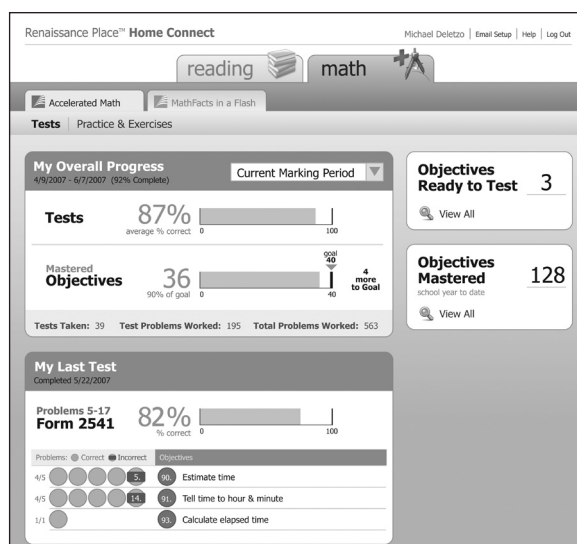 Renaissance Place™ Home Connect
Michael Deletzo | Email Setup | Help | Log Out
reading math
Accelerated Math MathFacts in a Flash
Tests | Practice & Exercises
My Overall Progress
4/9/2007 - 6/7/2007 (92% Complete)
Current Marking Period
Tests 87%
average % correct
0 100
Mastered
Objectives 36
90% of goal
goal
40
0 40
4
more
to Goal
Tests Taken: 39 Test Problems Worked: 195 Total Problems Worked: 563
Objectives
Ready to Test 3
View All
Objectives
Mastered 128
school year to date
View All
My Last Test
Completed 5/22/2007
Problems 5-17
Form 2541 82%
% correct
0 100
Problems: Correct Incorrect Objectives
4/5 5. 90. Estimate time
4/5 14. 91. Tell time to hour & minute
1/1 93. Calculate elapsed time